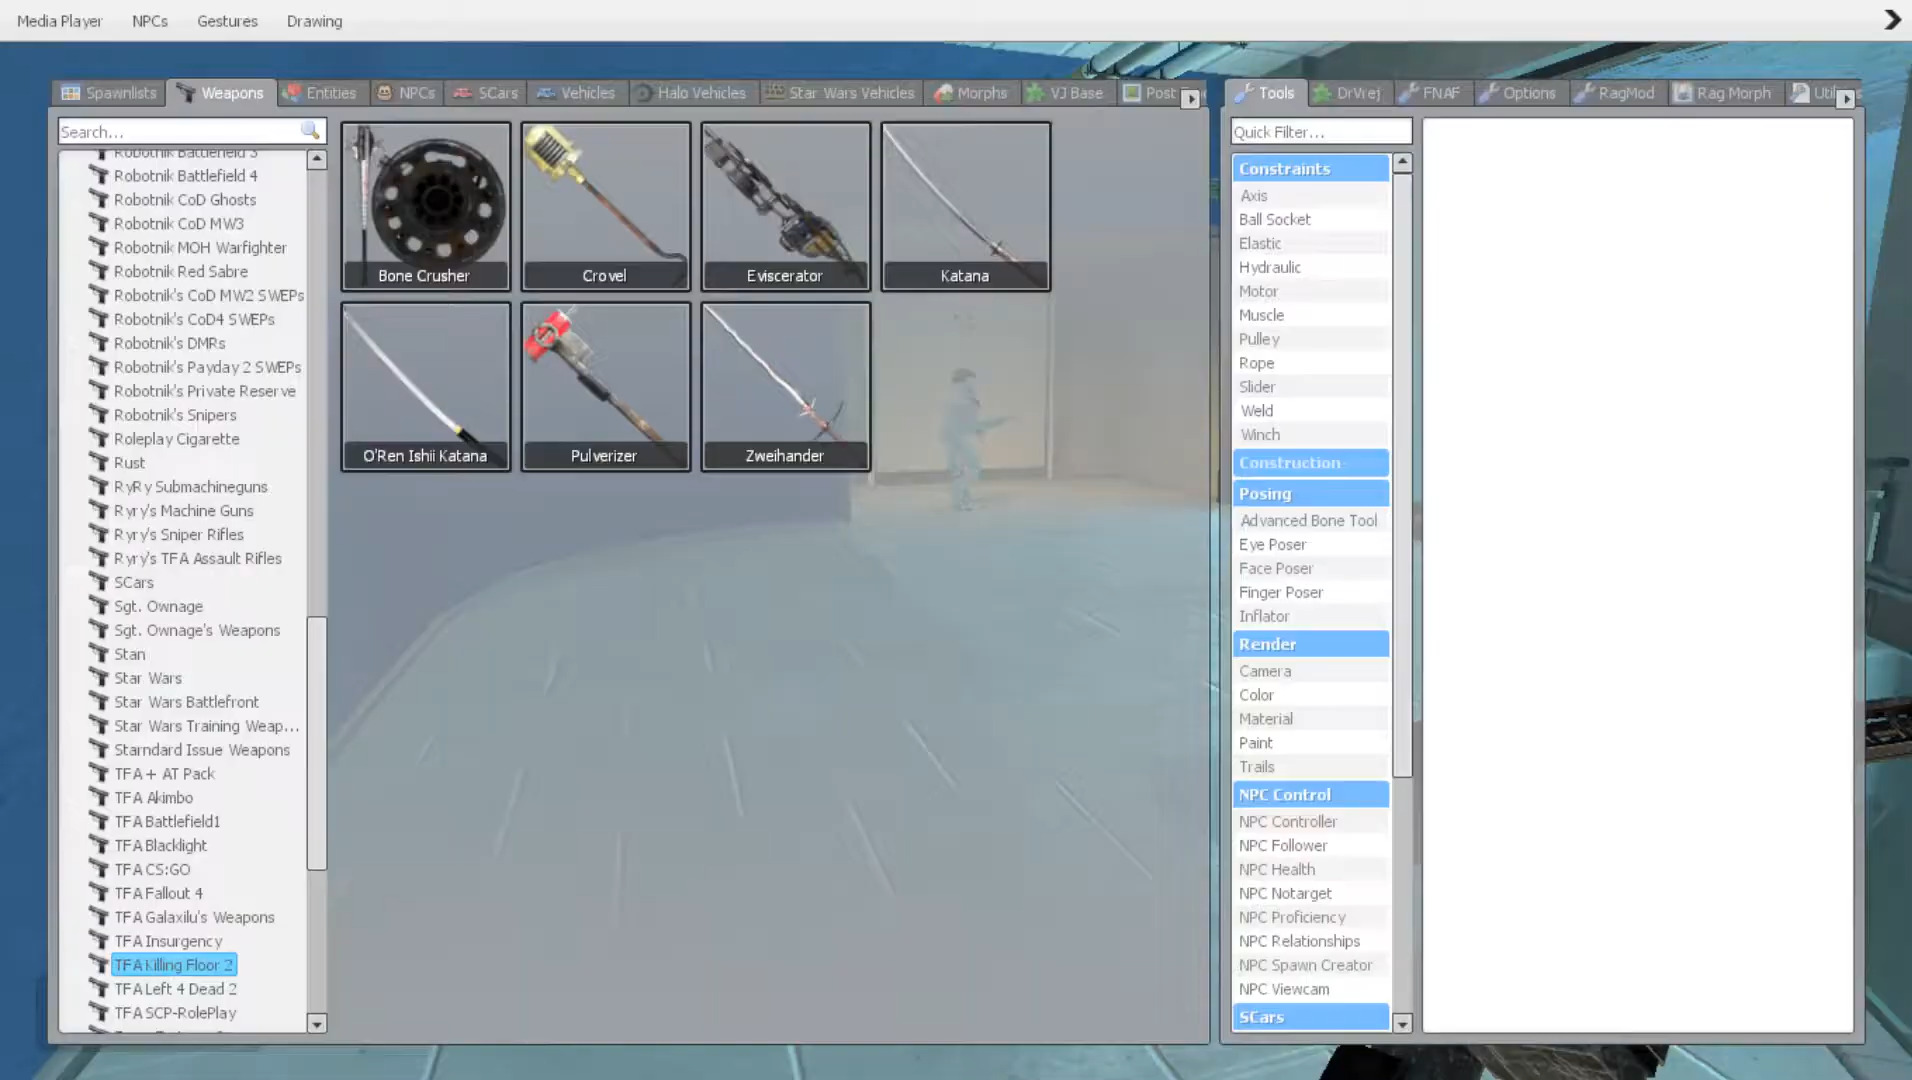 Media Player NPCs Gestures Drawing
Spawnlists Weapons Entities NPCs SCars Vehicles Halo Vehicles Star Wars Vehicles Morphs VJ Base Post
Tools DrVrej FNAF Options RagMod Rag Morph
Search...
Robotnik Battlefield 3
Robotnik Battlefield 4
Robotnik CoD Ghosts
Robotnik CoD MW3
Robotnik MOH Warfighter
Robotnik Red Sabre
Robotnik's CoD MW2 SWEPs
Robotnik's CoD4 SWEPs
Robotnik's DMRs
Robotnik's Payday 2 SWEPs
Robotnik's Private Reserve
Robotnik's Snipers
Roleplay Cigarette
Rust
RyRy Submachineguns
Ryry's Machine Guns
Ryry's Sniper Rifles
Ryry's TFA Assault Rifles
SCars
Sgt. Ownage
Sgt. Ownage's Weapons
Stan
Star Wars
Star Wars Battlefront
Star Wars Training Weap...
Starndard Issue Weapons
TFA + AT Pack
TFA Akimbo
TFA Battlefield1
TFA Blacklight
TFA CS:GO
TFA Fallout 4
TFA Galaxilu's Weapons
TFA Insurgency
TFA Killing Floor 2
TFA Left 4 Dead 2
TFA SCP-RolePlay
Bone Crusher
Crovel
Eviscerator
Katana
O'Ren Ishii Katana
Pulverizer
Zweihander
Quick Filter...
Constraints
Axis
Ball Socket
Elastic
Hydraulic
Motor
Muscle
Pulley
Rope
Slider
Weld
Winch
Construction
Posing
Advanced Bone Tool
Eye Poser
Face Poser
Finger Poser
Inflator
Render
Camera
Color
Material
Paint
Trails
NPC Control
NPC Controller
NPC Follower
NPC Health
NPC Notarget
NPC Proficiency
NPC Relationships
NPC Spawn Creator
NPC Viewcam
SCars